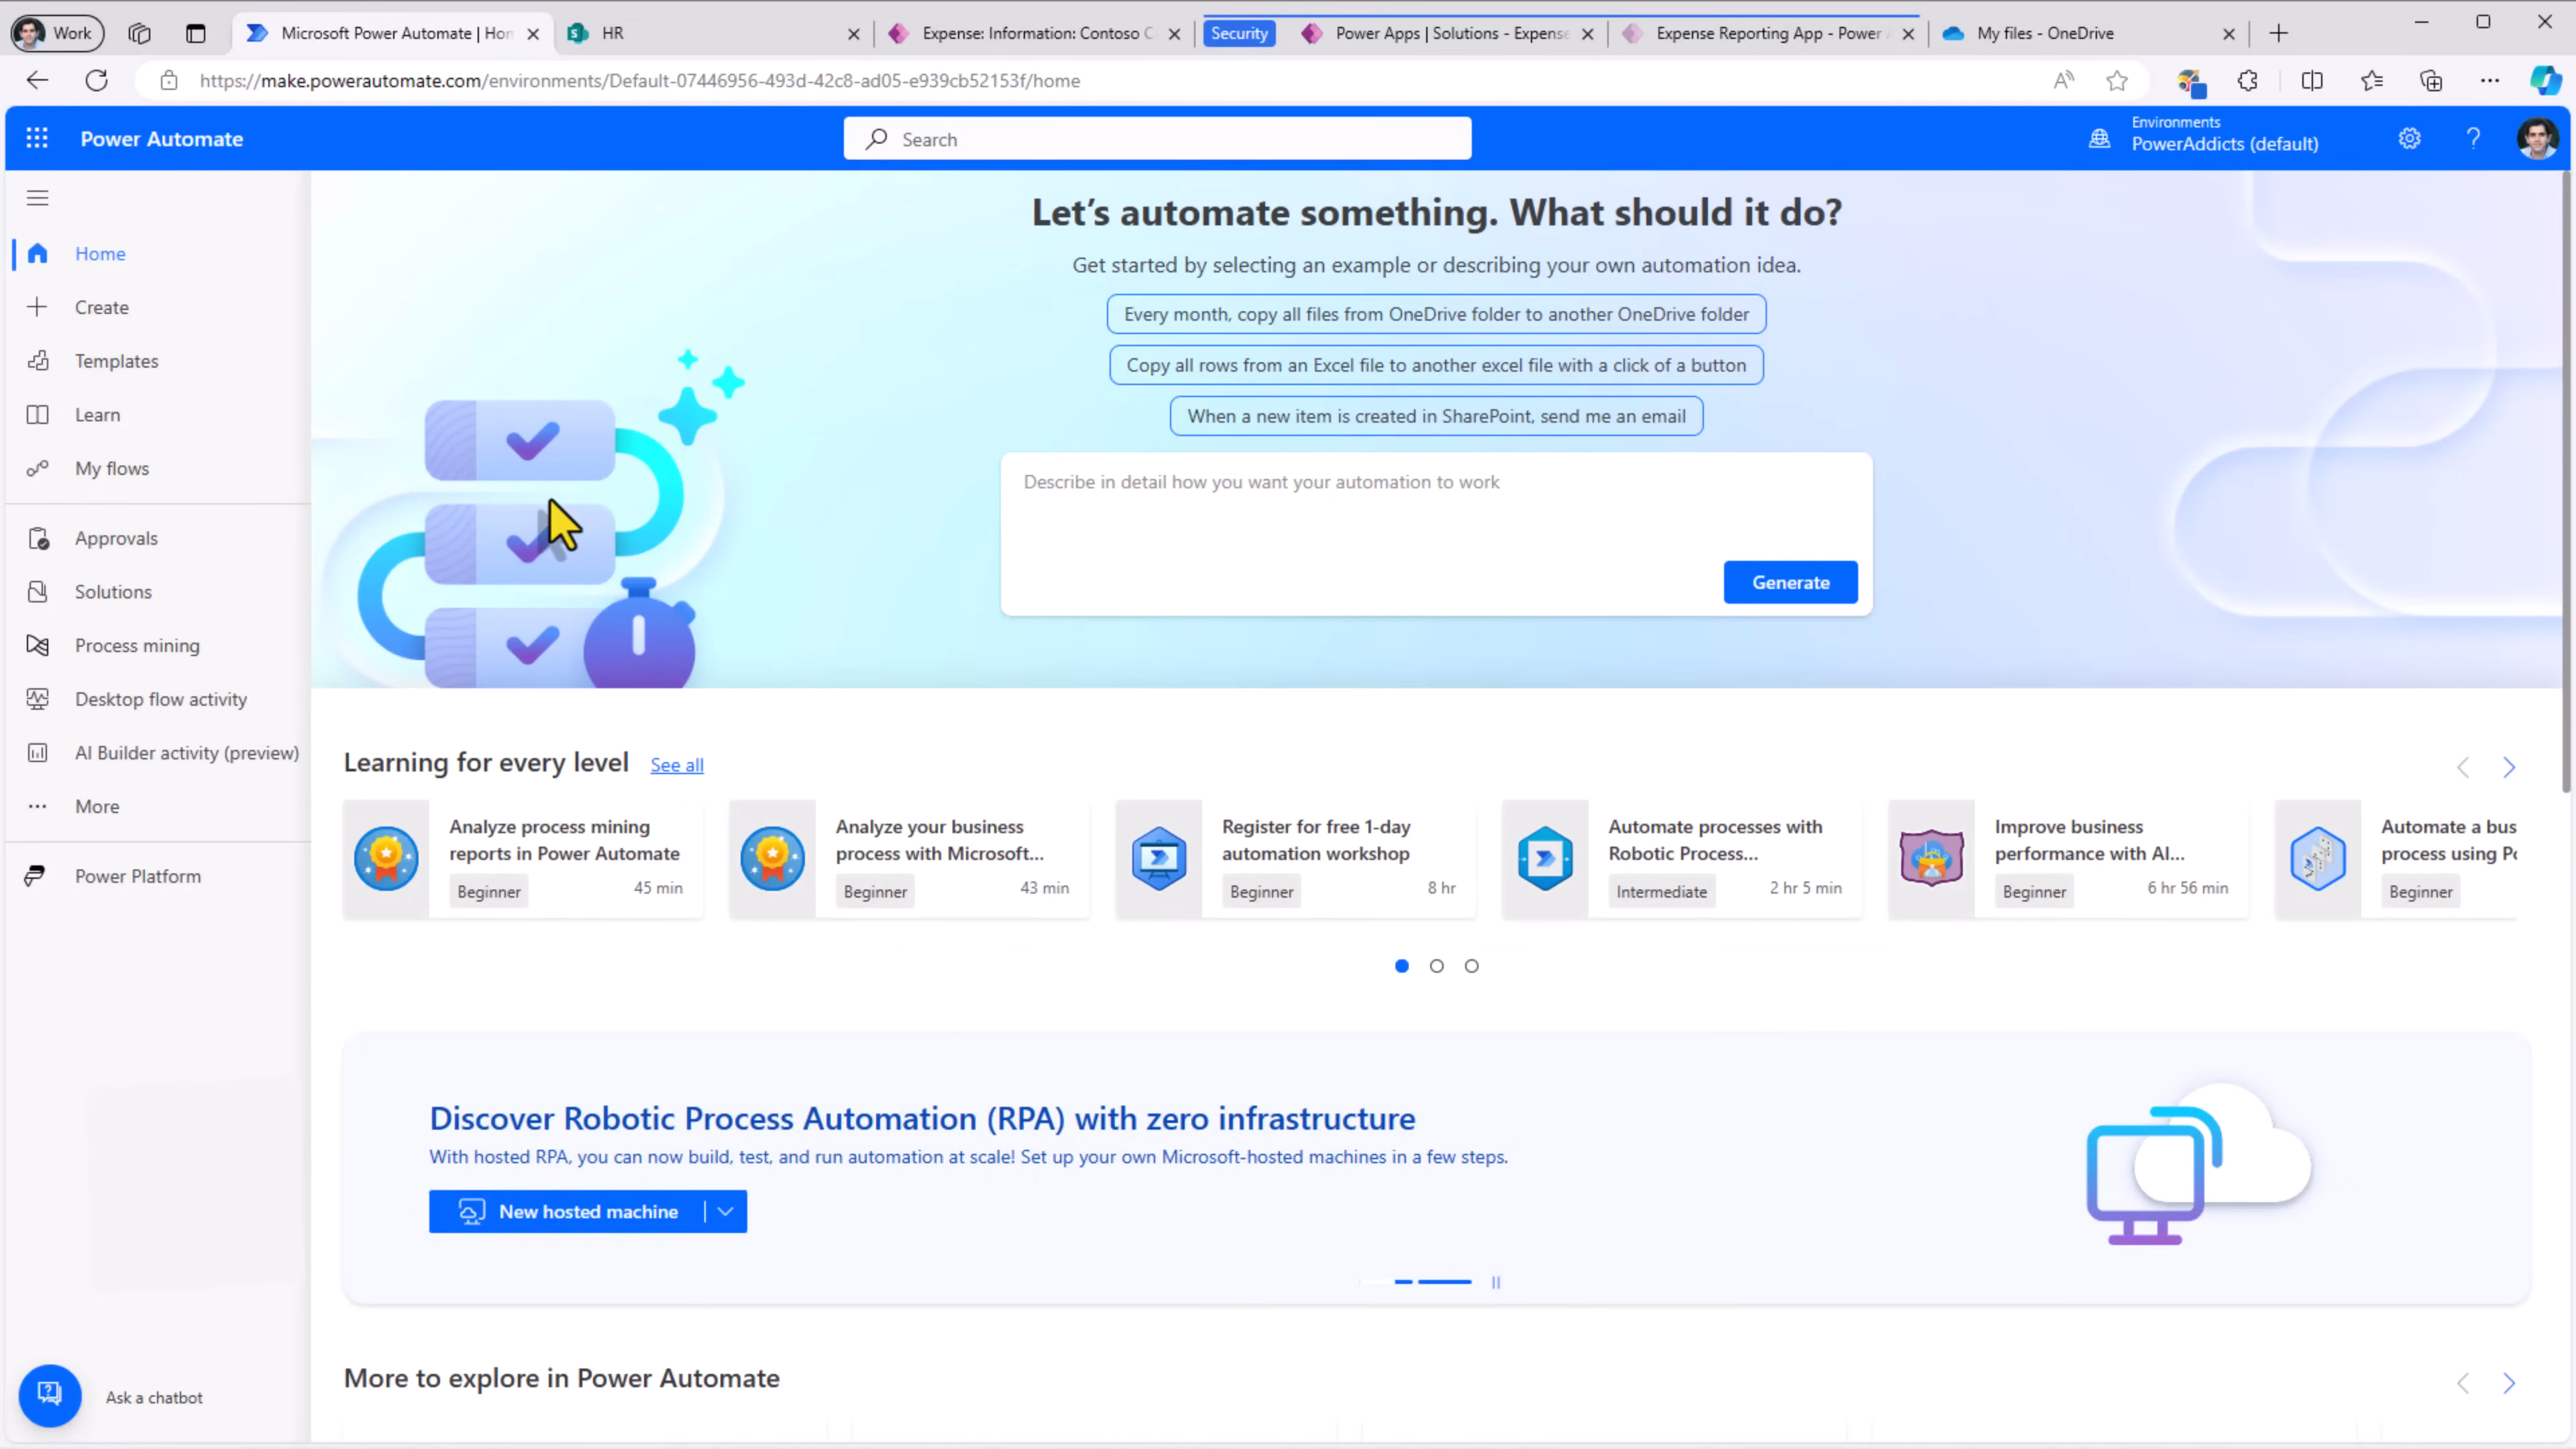 Work
Microsoft Power Automate | Hom
HR
Expense: Information: Contoso C
Security
Power Apps | Solutions - Expense
Expense Reporting App - Power A
My files - OneDrive
https://make.powerautomate.com/environments/Default-07446956-493d-42c8-ad05-e939cb52153f/home
Power Automate
Search
Environments
PowerAddicts (default)
Home
Create
Templates
Learn
My flows
Approvals
Solutions
Process mining
Desktop flow activity
AI Builder activity (preview)
More
Power Platform
Ask a chatbot
Let's automate something. What should it do?
Get started by selecting an example or describing your own automation idea.
Every month, copy all files from OneDrive folder to another OneDrive folder
Copy all rows from an Excel file to another excel file with a click of a button
When a new item is created in SharePoint, send me an email
Describe in detail how you want your automation to work
Generate
Learning for every level See all
Analyze process mining
reports in Power Automate
Beginner 45 min
Analyze your business
process with Microsoft...
Beginner 43 min
Register for free 1-day
automation workshop
Beginner 8 hr
Automate processes with
Robotic Process...
Intermediate 2 hr 5 min
Improve business
performance with AI...
Beginner 6 hr 56 min
Automate a bus
process using Po
Beginner
Discover Robotic Process Automation (RPA) with zero infrastructure
With hosted RPA, you can now build, test, and run automation at scale! Set up your own Microsoft-hosted machines in a few steps.
New hosted machine
More to explore in Power Automate